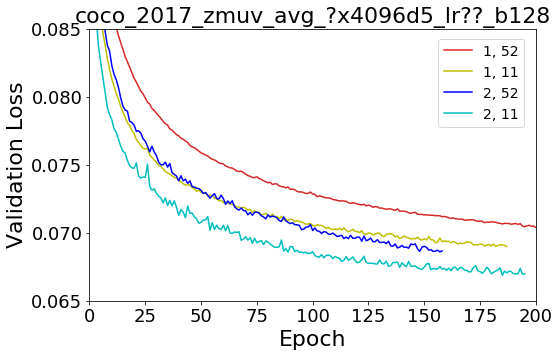 coco_2017_zmuv_avg_?x4096d5_lr??_b128
0.085
0.080
0.075
0.070
0.065
Validation Loss
1, 52
1, 11
2, 52
2, 11
0 25 50 75 100 125 150 175 200
Epoch